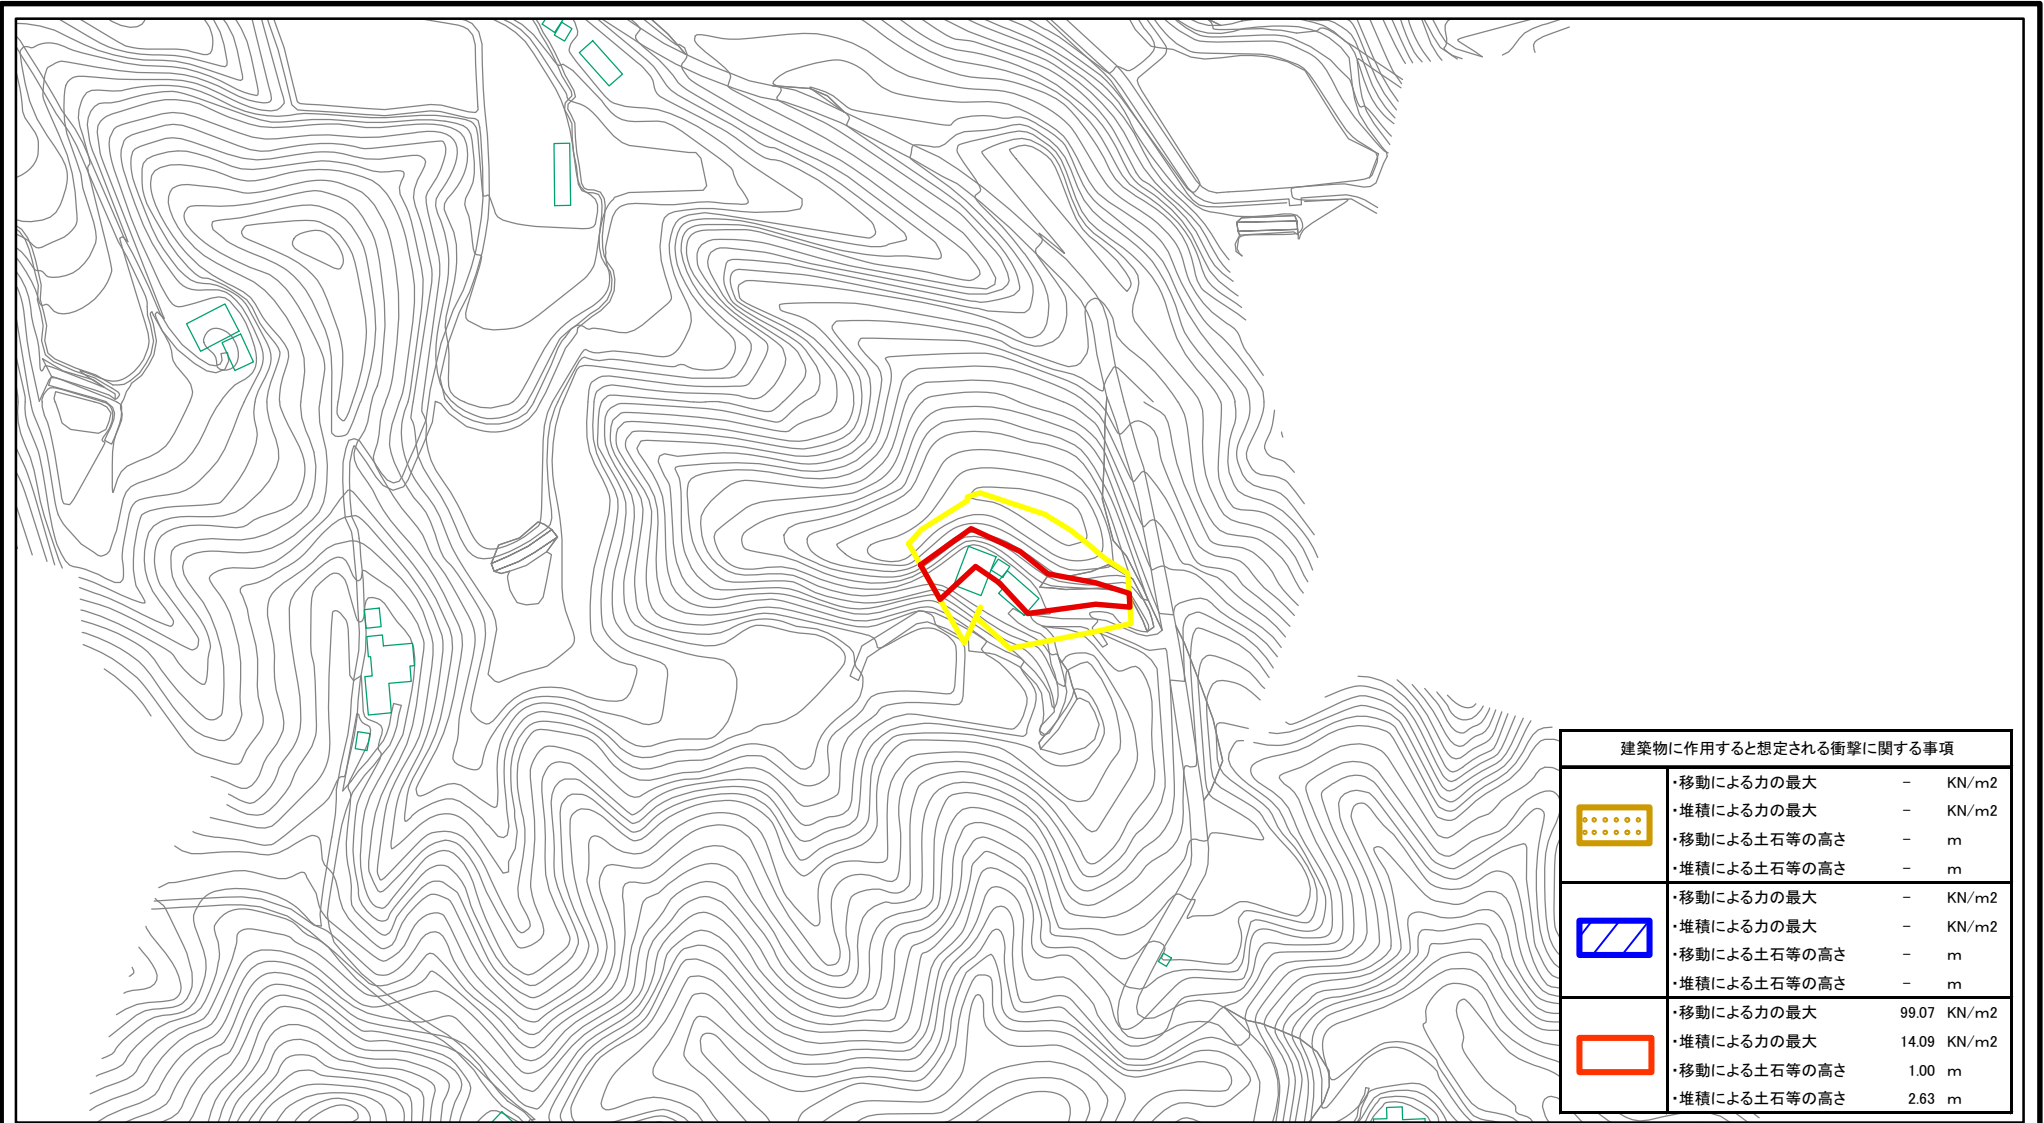 建築物に作用すると想定される衝撃に関する事項
・移動による力の最大 － KN/m2
・堆積による力の最大 － KN/m2
・移動による土石等の高さ － m
・堆積による土石等の高さ － m
・移動による力の最大 － KN/m2
・堆積による力の最大 － KN/m2
・移動による土石等の高さ － m
・堆積による土石等の高さ － m
・移動による力の最大 99.07 KN/m2
・堆積による力の最大 14.09 KN/m2
・移動による土石等の高さ 1.00 m
・堆積による土石等の高さ 2.63 m